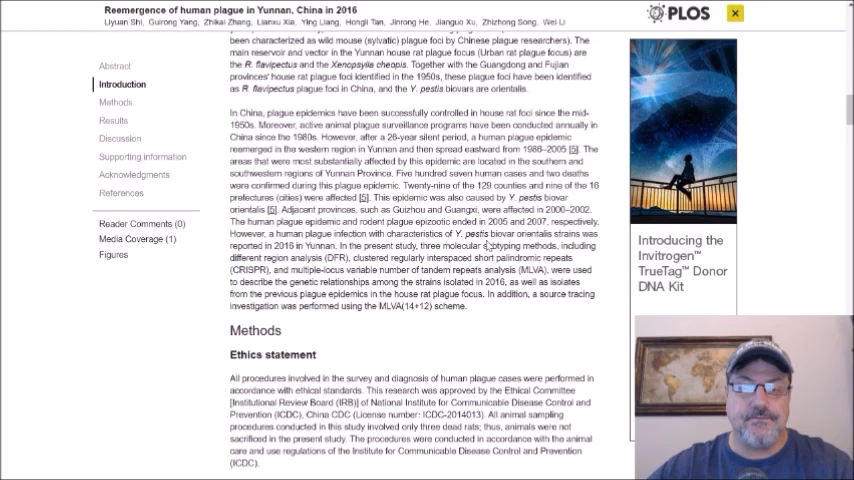 Reemergence of human plague in Yunnan, China in 2016
Liyuan Shi, Guirong Yang, Zhikai Zhang, Lianxu Xia, Ying Liang, Hongli Tan, Jinrong He, Jianguo Xu, Zhizhong Song, Wei Li
PLOS
been characterized as wild mouse (sylvatic) plague foci by Chinese plague researchers). The
main reservoir and vector in the Yunnan house rat plague focus (Urban rat plague focus) are
the R. flavipectus and the Xenopsylla cheopis. Together with the Guangdong and Fujian
provinces' house rat plague foci identified in the 1950s, these plague foci have been identified
as R. flavipectus plague foci in China, and the Y. pestis biovars are orientalis.
Abstract
Introduction
Methods
Results
Discussion
Supporting information
Acknowledgments
References
Reader Comments (0)
Media Coverage (1)
Figures
In China, plague epidemics have been successfully controlled in house rat foci since the mid-
1950s. Moreover, active animal plague surveillance programs have been conducted annually in
China since the 1980s. However, after a 26-year silent period, a human plague epidemic
reemerged in the western region in Yunnan and then spread eastward from 1986–2005 [5]. The
areas that were most substantially affected by this epidemic are located in the southern and
southwestern regions of Yunnan Province. Five hundred seven human cases and two deaths
were confirmed during this plague epidemic. Twenty-nine of the 129 counties and nine of the 16
prefectures (cities) were affected [5]. This epidemic was also caused by Y. pestis biovar
orientalis [5]. Adjacent provinces, such as Guizhou and Guangxi, were affected in 2000–2002.
The human plague epidemic and rodent plague epizootic ended in 2005 and 2007, respectively.
However, a human plague infection with characteristics of Y. pestis biovar orientalis strains was
reported in 2016 in Yunnan. In the present study, three molecular subtyping methods, including
different region analysis (DFR), clustered regularly interspaced short palindromic repeats
(CRISPR), and multiple-locus variable number of tandem repeats analysis (MLVA), were used
to describe the genetic relationships among the strains isolated in 2016, as well as isolates
from the previous plague epidemics in the house rat plague focus. In addition, a source tracing
investigation was performed using the MLVA(14+12) scheme.
Methods
Ethics statement
All procedures involved in the survey and diagnosis of human plague cases were performed in
accordance with ethical standards. This research was approved by the Ethical Committee
[Institutional Review Board (IRB)] of National Institute for Communicable Disease Control and
Prevention (ICDC), China CDC (License number: ICDC-2014013). All animal sampling
procedures conducted in this study involved only three dead rats; thus, animals were not
sacrificed in the present study. The procedures were conducted in accordance with the animal
care and use regulations of the Institute for Communicable Disease Control and Prevention
(ICDC).
Introducing the
Invitrogen™
TrueTag™ Donor
DNA Kit